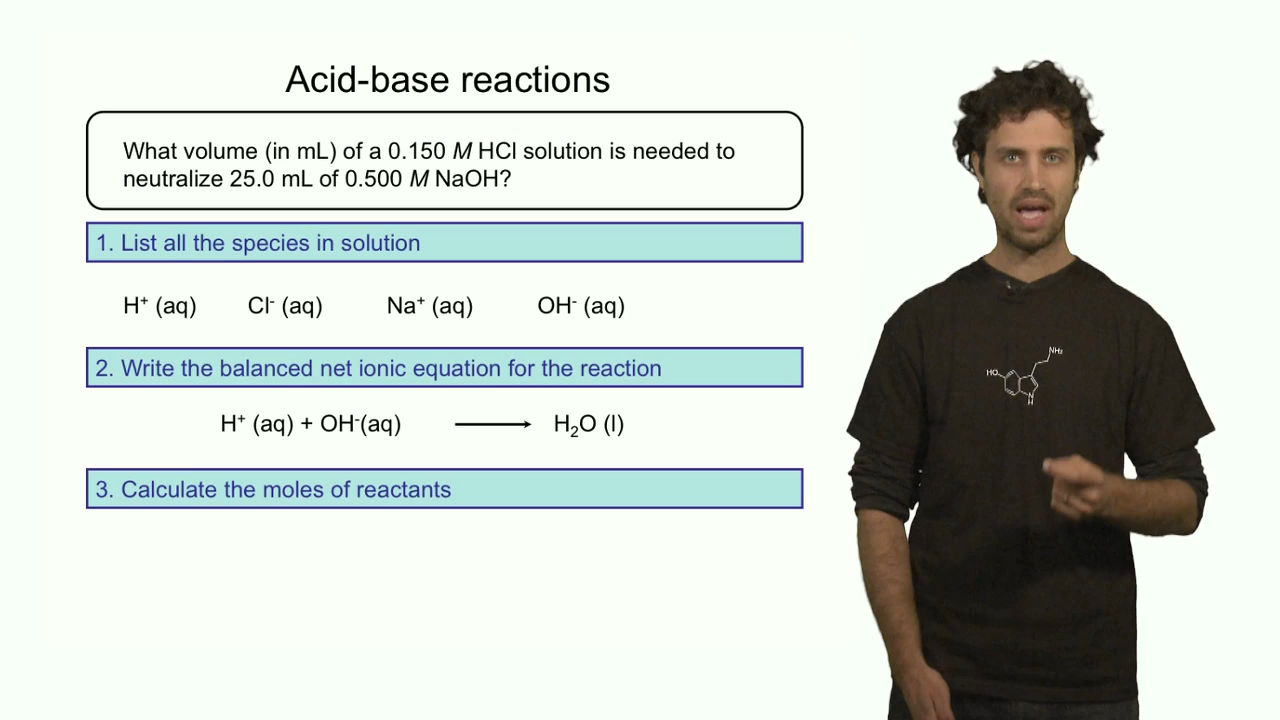 Acid-base reactions
What volume (in mL) of a 0.150 M HCl solution is needed to
neutralize 25.0 mL of 0.500 M NaOH?
1. List all the species in solution
H⁺ (aq) Cl⁻ (aq) Na⁺ (aq) OH⁻ (aq)
2. Write the balanced net ionic equation for the reaction
H⁺ (aq) + OH⁻(aq) ⟶ H₂O (l)
3. Calculate the moles of reactants
NH₂
HO
N
H